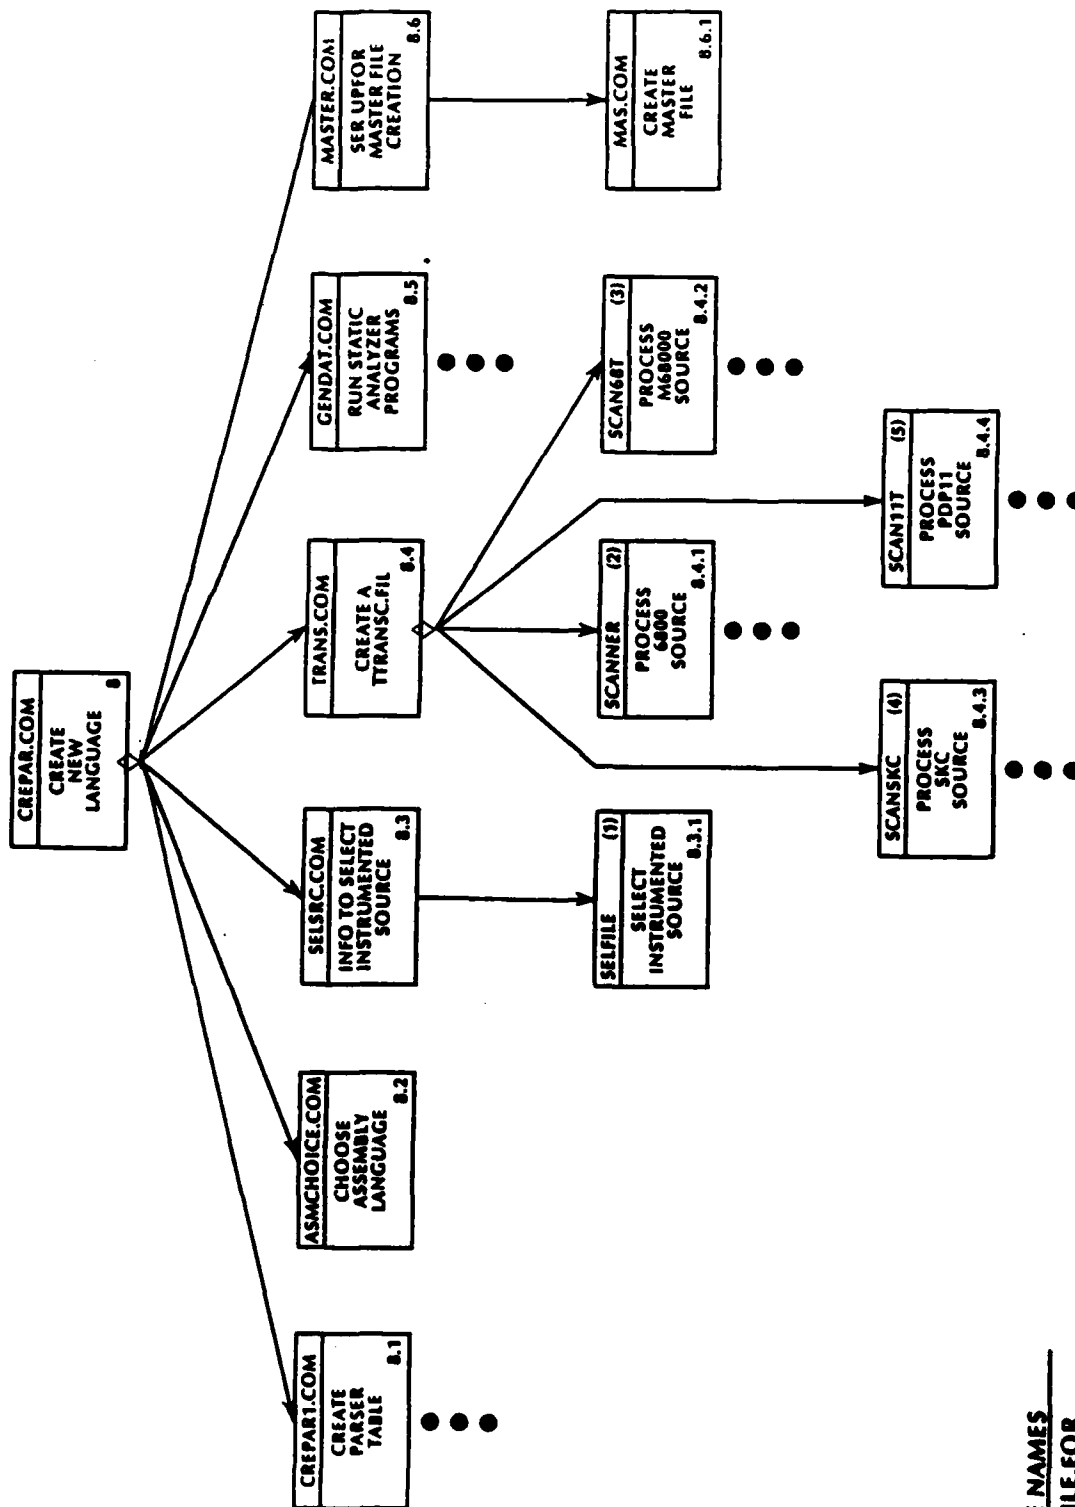 CREPAR.COM
CREATE
NEW
LANGUAGE
8
CREPAR1.COM
CREATE
PARSER
TABLE
8.1
ASMCHOICE.COM
CHOOSE
ASSEMBLY
LANGUAGE
8.2
SELSRC.COM
INFO TO SELECT
INSTRUMENTED
SOURCE
8.3
TRANS.COM
CREATE A
TTRANSC.FIL
8.4
GENDAT.COM
RUN STATIC
ANALYZER
PROGRAMS
8.5
MASTER.COM
SER UPFOR
MASTER FILE
CREATION
8.6
SELFILE (1)
SELECT
INSTRUMENTED
SOURCE
8.3.1
SCANNER (2)
PROCESS
6800
SOURCE
8.4.1
SCAN68T (3)
PROCESS
M68000
SOURCE
8.4.2
MAS.COM
CREATE
MASTER
FILE
8.6.1
SCANSKC (4)
PROCESS
SKC
SOURCE
8.4.3
SCAN11T (5)
PROCESS
PDP11
SOURCE
8.4.4
NAMES
LE.FOR